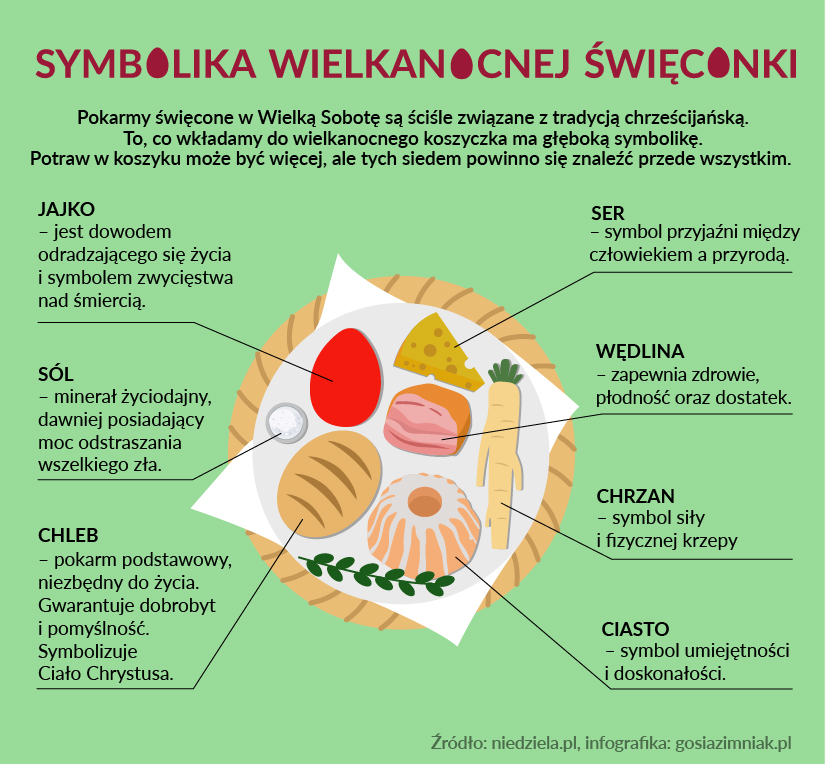 SYMBOLIKA WIELKANOCNEJ ŚWIĘCONKI
Pokarmy święcone w Wielką Sobotę są ściśle związane z tradycją chrześcijańską.
To, co wkładamy do wielkanocnego koszyczka ma głęboką symbolikę.
Potraw w koszyku może być więcej, ale tych siedem powinno się znaleźć przede wszystkim.
JAJKO
– jest dowodem
odradzającego się życia
i symbolem zwycięstwa
nad śmiercią.
SÓL
– minerał życiodajny,
dawniej posiadający
moc odstraszania
wszelkiego zła.
CHLEB
– pokarm podstawowy,
niezbędny do życia.
Gwarantuje dobrobyt
i pomyślność.
Symbolizuje
Ciało Chrystusa.
SER
– symbol przyjaźni między
człowiekiem a przyrodą.
WĘDLINA
– zapewnia zdrowie,
płodność oraz dostatek.
CHRZAN
– symbol siły
i fizycznej krzepy
CIASTO
– symbol umiejętności
i doskonałości.
Źródło: niedziela.pl, infografika: gosiazimniak.pl